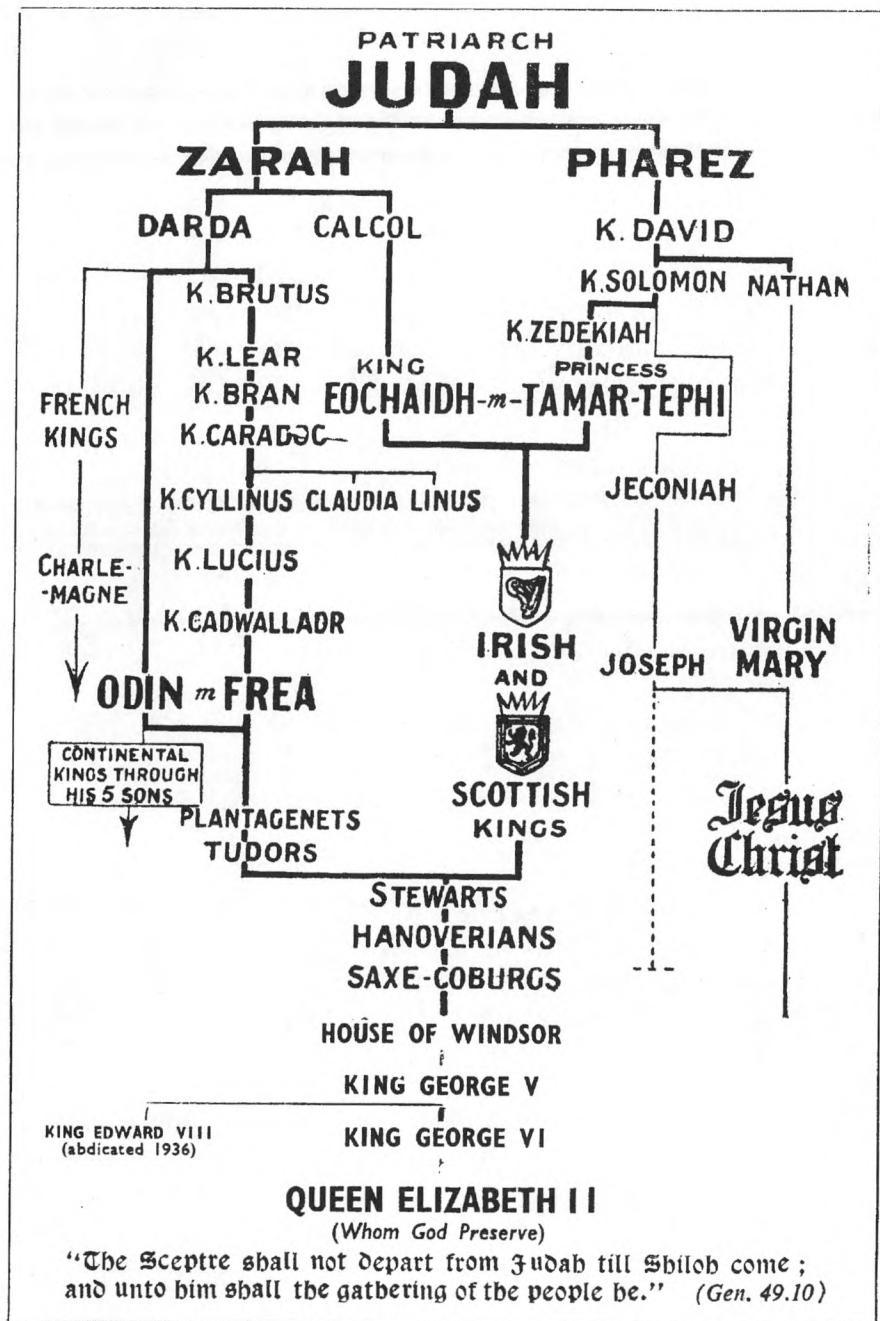 PATRIARCH
JUDAH
ZARAH PHAREZ
DARDA CALCOL K. DAVID
K. BRUTUS K. SOLOMON NATHAN
K. ZEDEKIAH
K. LEAR
KING PRINCESS
K. BRAN EOCHAIDH-m-TAMAR-TEPHI
FRENCH
KINGS
K. CARADOC
JECONIAH
K. CYLLINUS CLAUDIA LINUS
K. LUCIUS
CHARLE-
-MAGNE
K. CADWALLADR
IRISH
AND
JOSEPH VIRGIN
MARY
ODIN m FREA
CONTINENTAL
KINGS THROUGH
HIS 5 SONS
SCOTTISH
KINGS
Jesus
Christ
PLANTAGENETS
TUDORS
STEWARTS
HANOVERIANS
SAXE-COBURGS
HOUSE OF WINDSOR
KING GEORGE V
KING EDWARD VIII
(abdicated 1936)
KING GEORGE VI
QUEEN ELIZABETH II
(Whom God Preserve)
“The Sceptre shall not depart from Judah till Shiloh come ;
and unto him shall the gathering of the people be.” (Gen. 49.10)